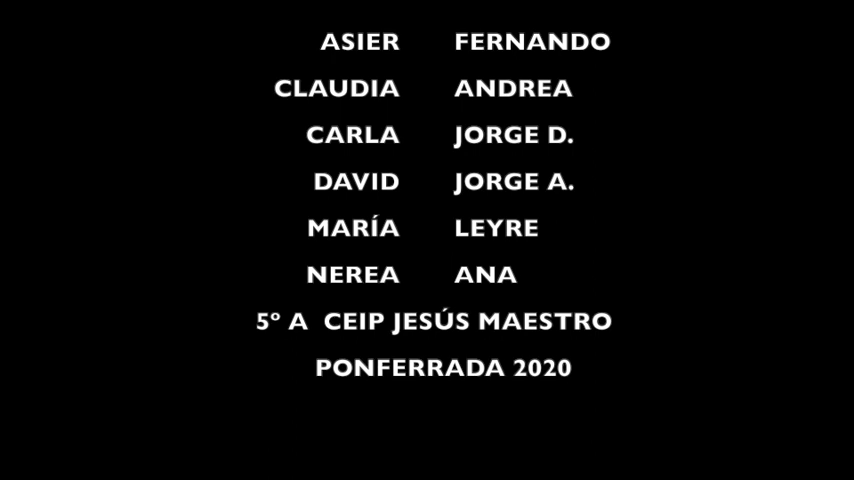 ASIER FERNANDO
CLAUDIA ANDREA
CARLA JORGE D.
DAVID JORGE A.
MARÍA LEYRE
NEREA ANA
5º A CEIP JESÚS MAESTRO
PONFERRADA 2020